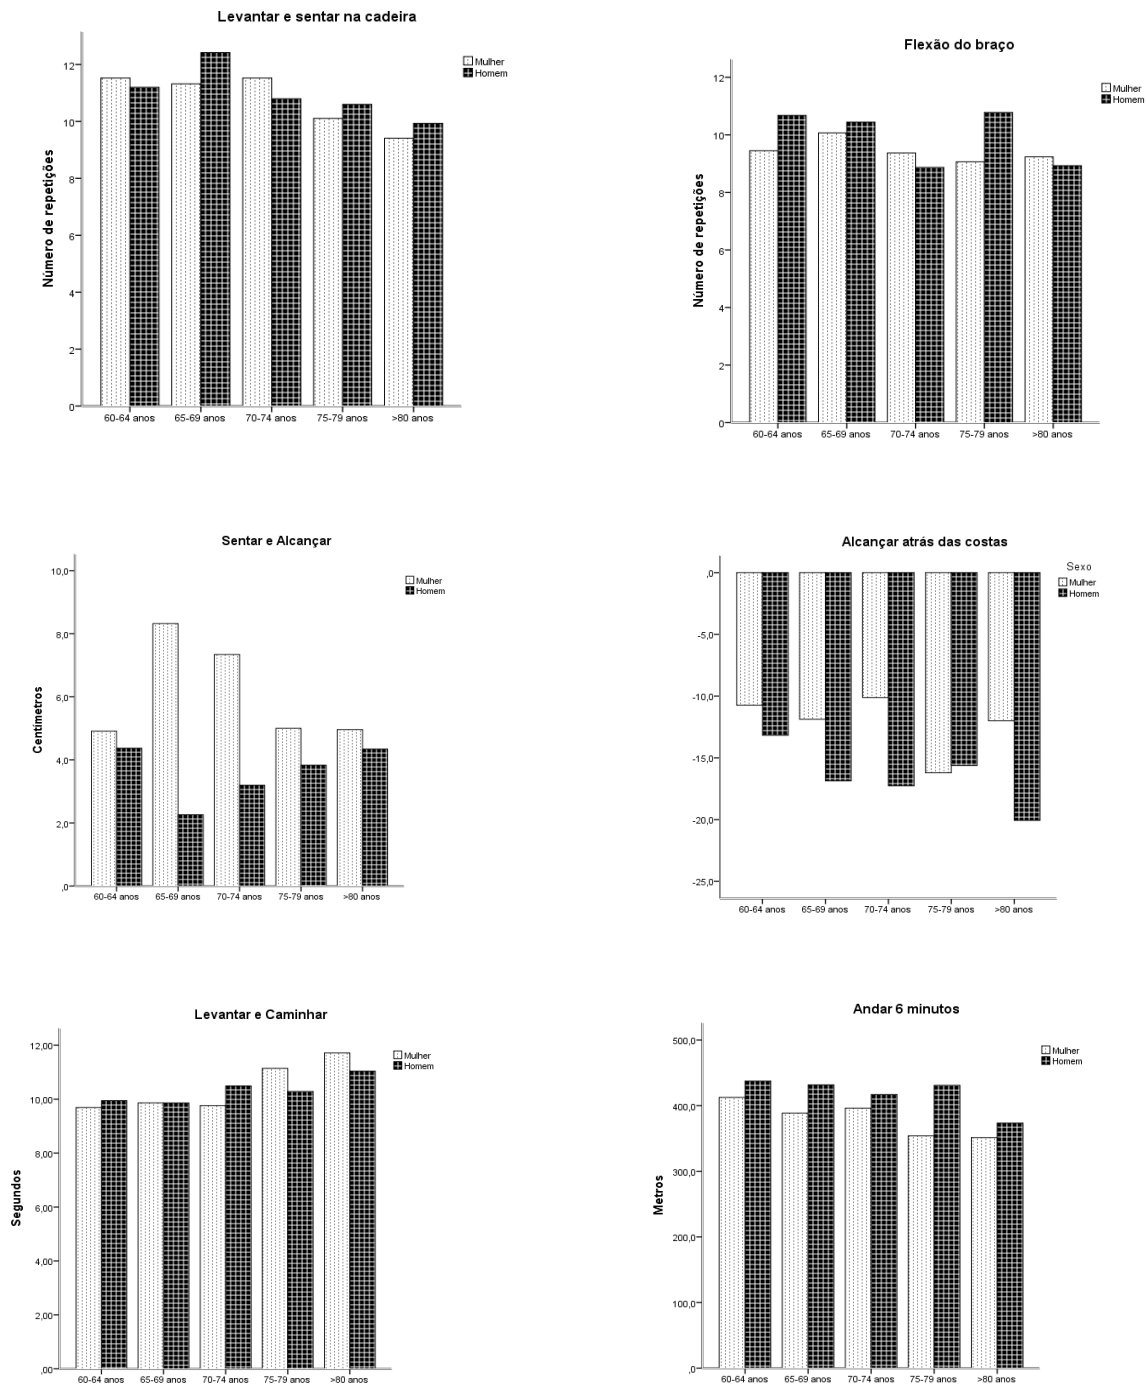 Levantar e sentar na cadeira
Mulher
Homem
Número de repetições
12
10
8
6
4
2
0
60-64 anos 65-69 anos 70-74 anos 75-79 anos >80 anos
Flexão do braço
Mulher
Homem
Número de repetições
12
10
8
6
4
2
0
60-64 anos 65-69 anos 70-74 anos 75-79 anos >80 anos
Sentar e Alcançar
Mulher
Homem
Centímetros
10,0
8,0
6,0
4,0
2,0
,0
60-64 anos 65-69 anos 70-74 anos 75-79 anos >80 anos
Alcançar atrás das costas
Sexo
Mulher
Homem
,0
-5,0
-10,0
-15,0
-20,0
-25,0
60-64 anos 65-69 anos 70-74 anos 75-79 anos >80 anos
Levantar e Caminhar
Mulher
Homem
Segundos
12,00
10,00
8,00
6,00
4,00
2,00
,00
60-64 anos 65-69 anos 70-74 anos 75-79 anos >80 anos
Andar 6 minutos
Mulher
Homem
Metros
500,0
400,0
300,0
200,0
100,0
,0
60-64 anos 65-69 anos 70-74 anos 75-79 anos >80 anos